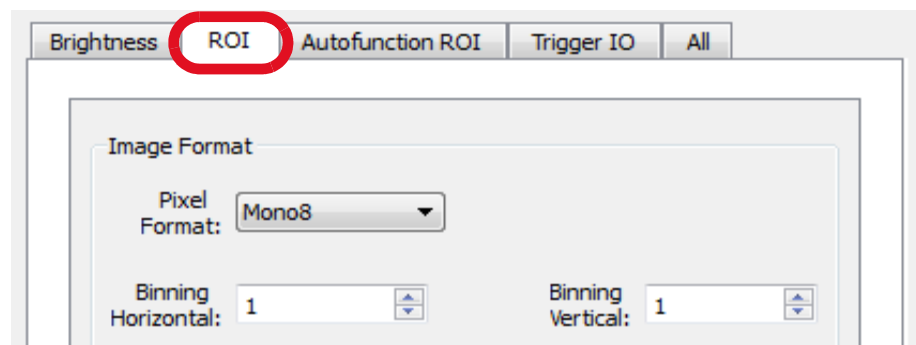 Brightness ROI Autofunction ROI Trigger IO All
Image Format
Pixel
Format: Mono8
Binning Horizontal: 1 Binning Vertical: 1